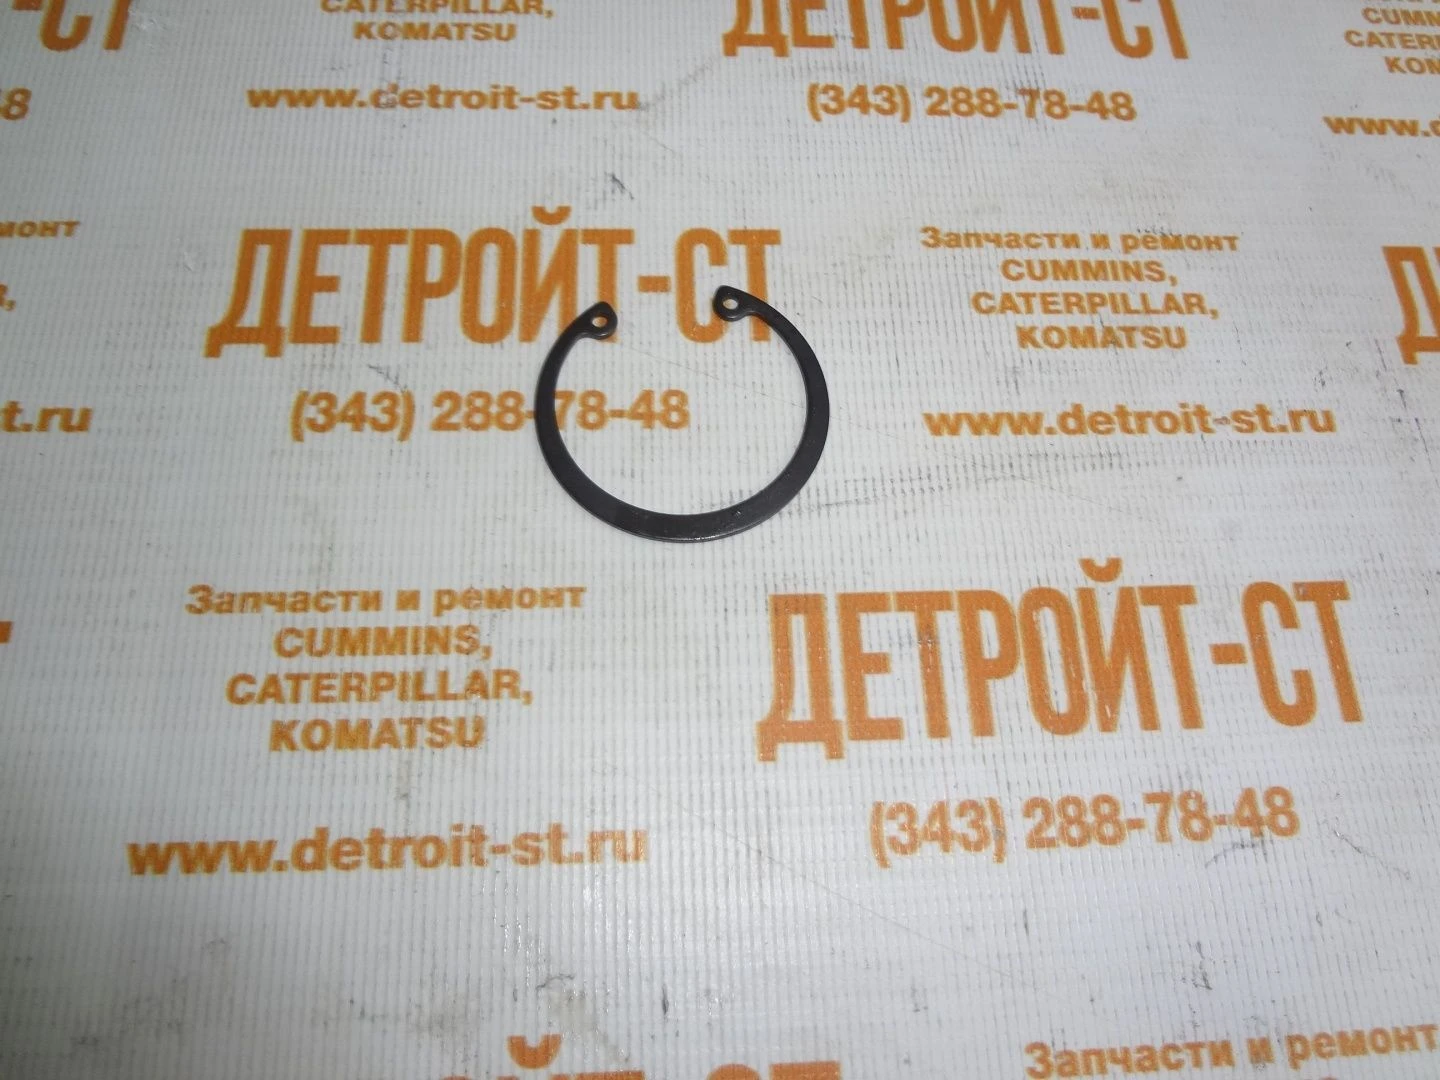 CATERPILLAR,
KOMATSU
www.detroit-st.ru
ДЕТРОЙТ-СТ
(343) 288-78-48
ДЕТРОЙТ-СТ
(343) 288-78-48
Запчасти и ремонт
CUMMINS,
CATERPILLAR,
KOMATSU
www.detroit-st.ru
Запчасти и ремонт
CUMMINS,
CATERPILLAR,
KOMATSU
www.detroit-st.ru
ДЕТРОЙТ-СТ
(343) 288-78-48
Запчасти и ремонт